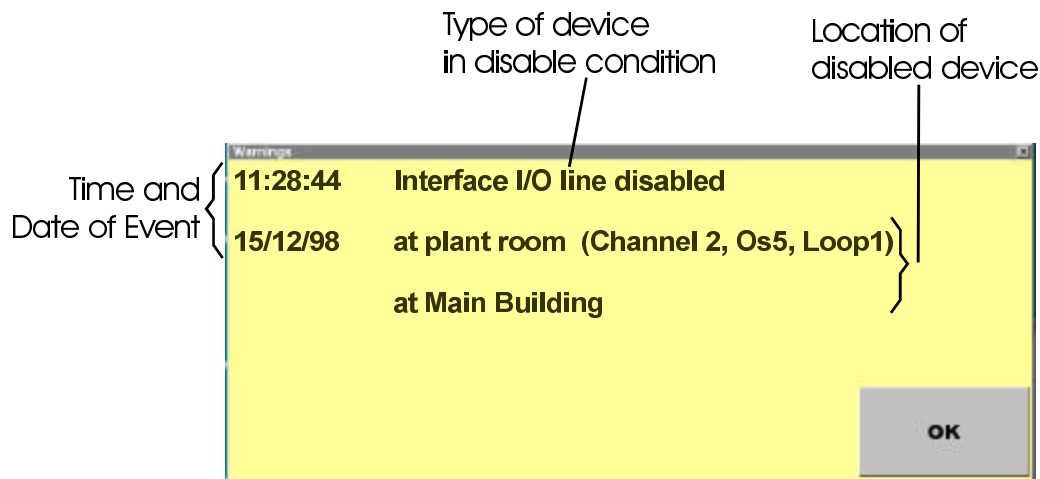 Type of device
in disable condition
Location of
disabled device
Time and
Date of Event
Warnings
11:28:44 Interface I/O line disabled
15/12/98 at plant room (Channel 2, Os5, Loop1)
at Main Building
OK